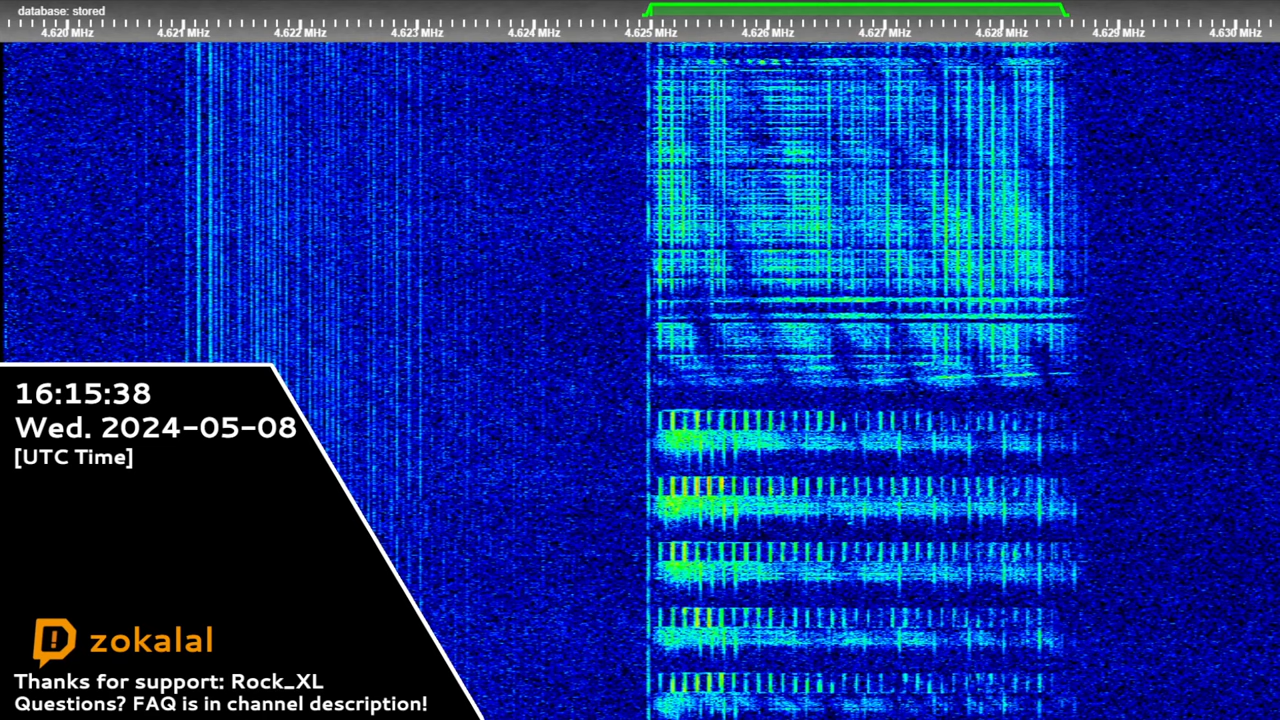 database: stored
4.620 MHz 4.621 MHz 4.622 MHz 4.623 MHz 4.624 MHz 4.625 MHz 4.626 MHz 4.627 MHz 4.628 MHz 4.629 MHz 4.630 MHz
16:15:38
Wed. 2024-05-08
[UTC Time]
zokalal
Thanks for support: Rock_XL
Questions? FAQ is in channel description!